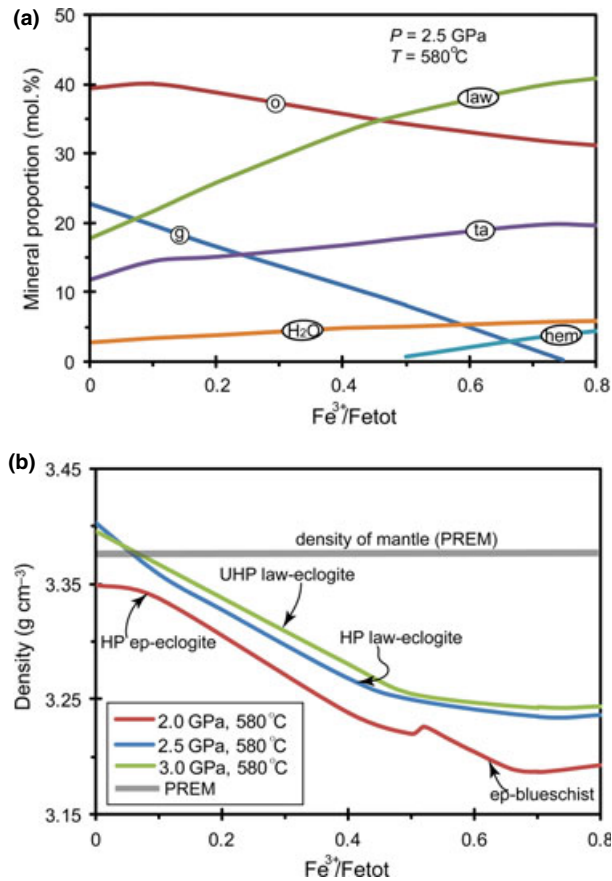 (a)
50
40
30
20
10
0
Mineral proportion (mol.%)
P = 2.5 GPa
T = 580°C
o
law
g
ta
H₂O
hem
0 0.2 0.4 0.6 0.8
Fe³⁺/Fetot
(b)
3.45
3.35
3.25
3.15
Density (g cm⁻³)
density of mantle (PREM)
UHP law-eclogite
HP ep-eclogite
HP law-eclogite
2.0 GPa, 580 °C
2.5 GPa, 580 °C
3.0 GPa, 580 °C
PREM
ep-blueschist
0 0.2 0.4 0.6 0.8
Fe³⁺/Fetot